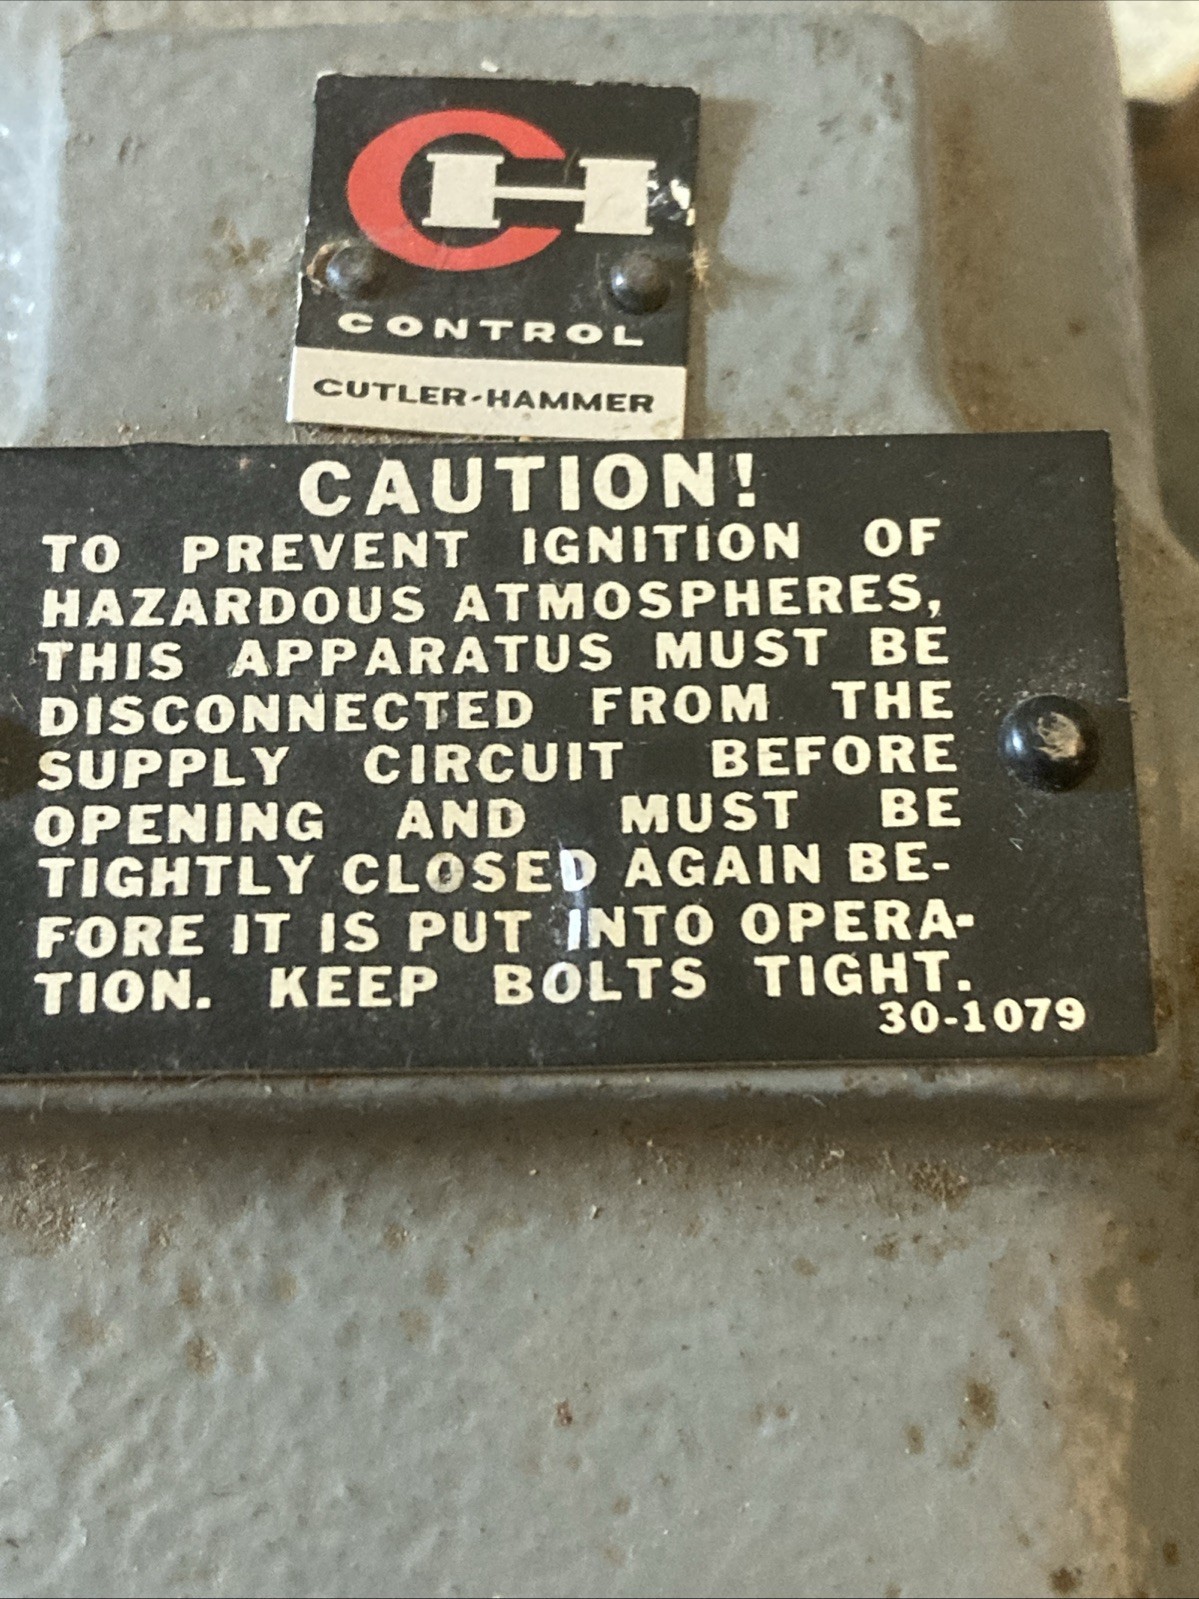 CH
CONTROL
CUTLER-HAMMER
CAUTION!
TO PREVENT IGNITION OF
HAZARDOUS ATMOSPHERES,
THIS APPARATUS MUST BE
DISCONNECTED FROM THE
SUPPLY CIRCUIT BEFORE
OPENING AND MUST BE
TIGHTLY CLOSED AGAIN BE-
FORE IT IS PUT INTO OPERA-
TION. KEEP BOLTS TIGHT.
30-1079